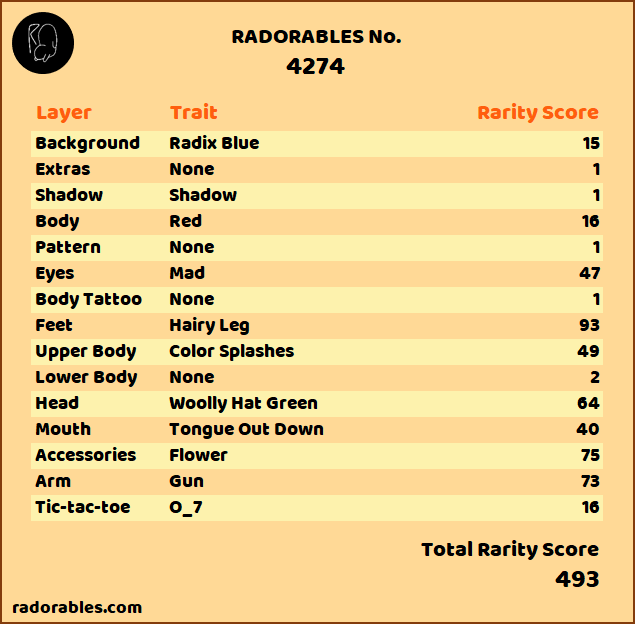 RADORABLES No.
4274
Layer Trait Rarity Score
Background Radix Blue 15
Extras None 1
Shadow Shadow 1
Body Red 16
Pattern None 1
Eyes Mad 47
Body Tattoo None 1
Feet Hairy Leg 93
Upper Body Color Splashes 49
Lower Body None 2
Head Woolly Hat Green 64
Mouth Tongue Out Down 40
Accessories Flower 75
Arm Gun 73
Tic-tac-toe O_7 16
Total Rarity Score
493
radorables.com